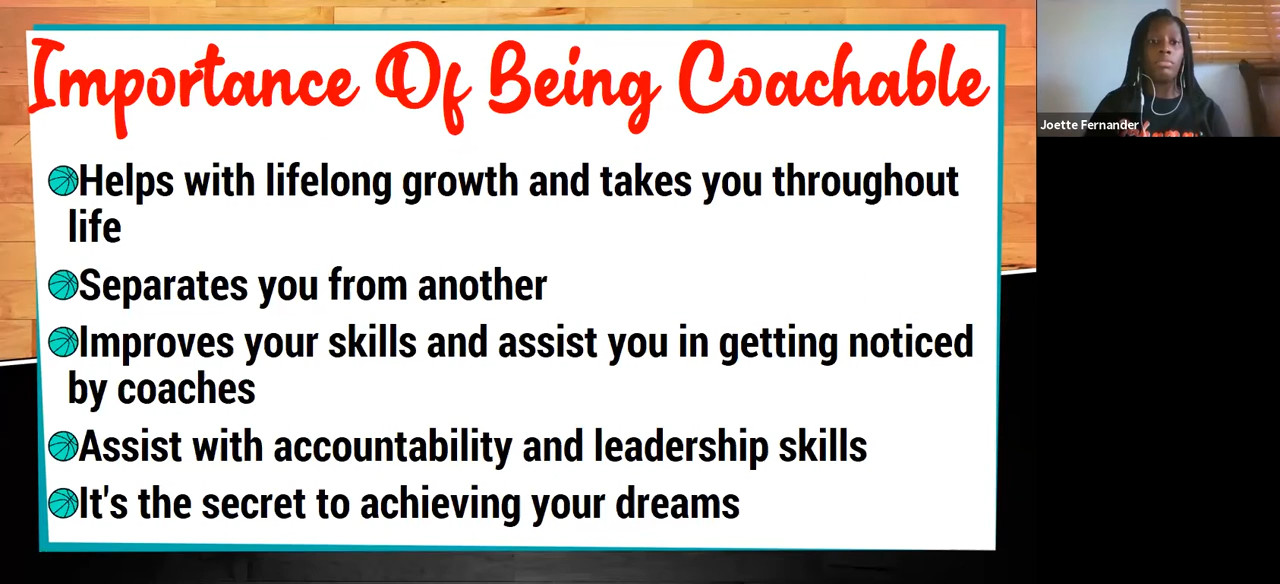 Importance Of Being Coachable
Helps with lifelong growth and takes you throughout
life
Separates you from another
Improves your skills and assist you in getting noticed
by coaches
Assist with accountability and leadership skills
It's the secret to achieving your dreams
Joette Fernander